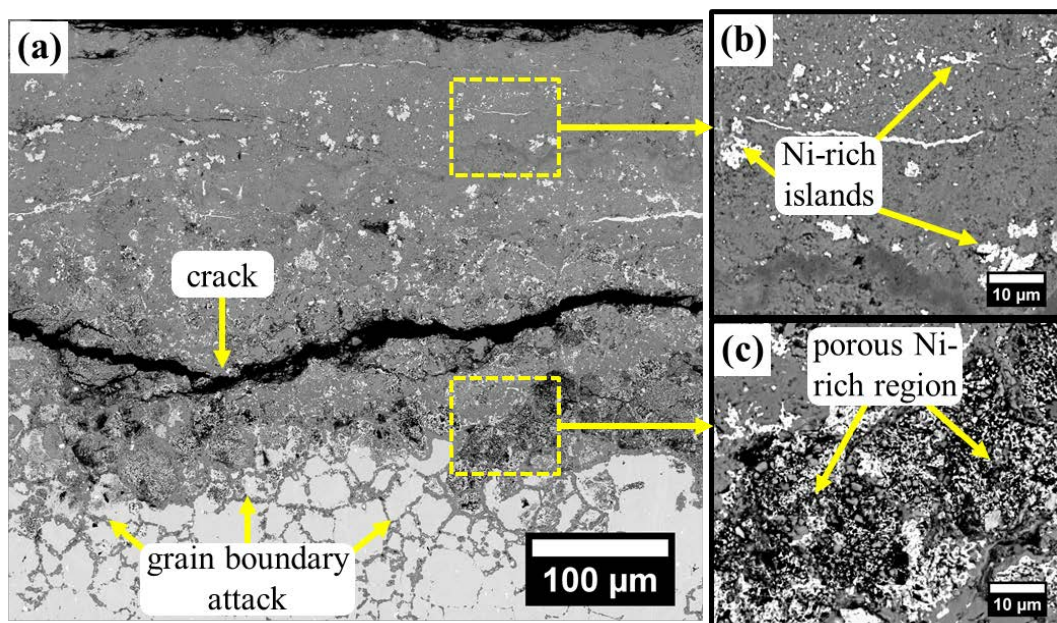 (a)
crack
grain boundary
attack
100 µm
(b)
Ni-rich
islands
10 µm
(c)
porous Ni-
rich region
10 µm